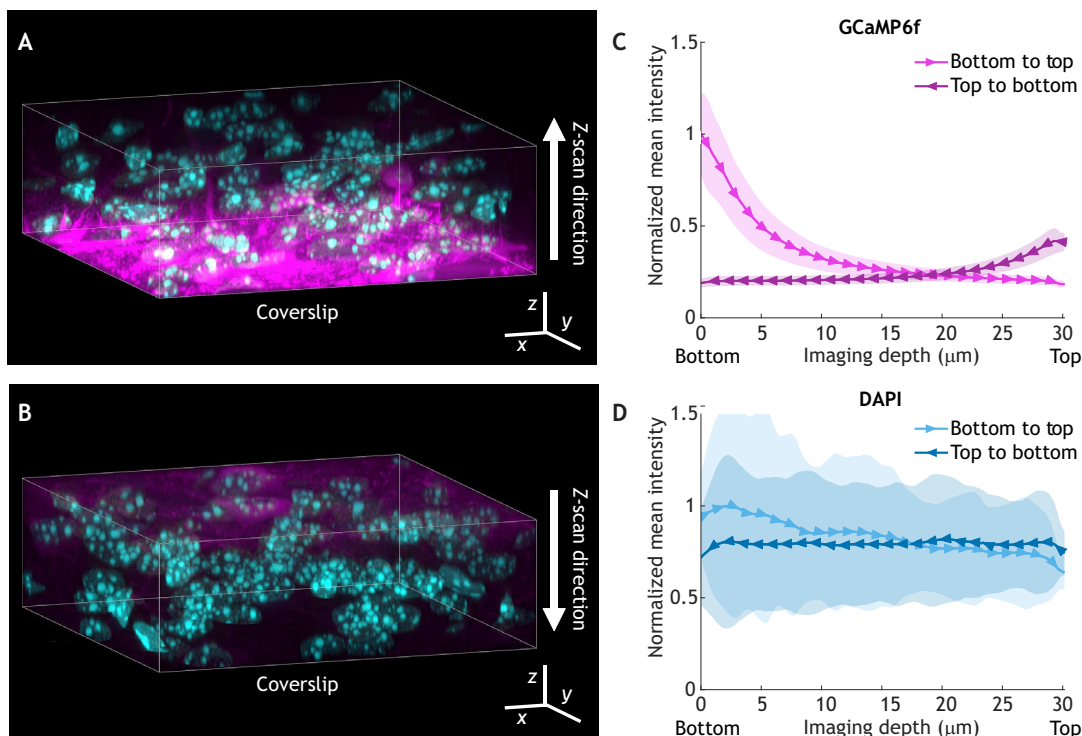 A
Z-scan direction
Coverslip
z
y
x
B
Z-scan direction
Coverslip
z
y
x
C
GCaMP6f
Normalized mean intensity
1.5
1
0.5
0
Bottom to top
Top to bottom
0 5 10 15 20 25 30
Bottom Imaging depth (μm) Top
D
DAPI
Normalized mean intensity
1.5
1
0.5
0
Bottom to top
Top to bottom
0 5 10 15 20 25 30
Bottom Imaging depth (μm) Top